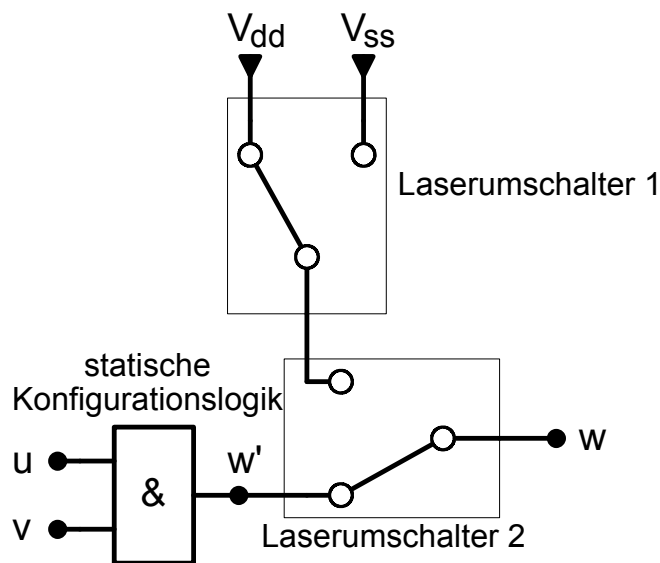 Vdd Vss
Laserumschalter 1
statische
Konfigurationslogik
u
&
w'
w
v
Laserumschalter 2